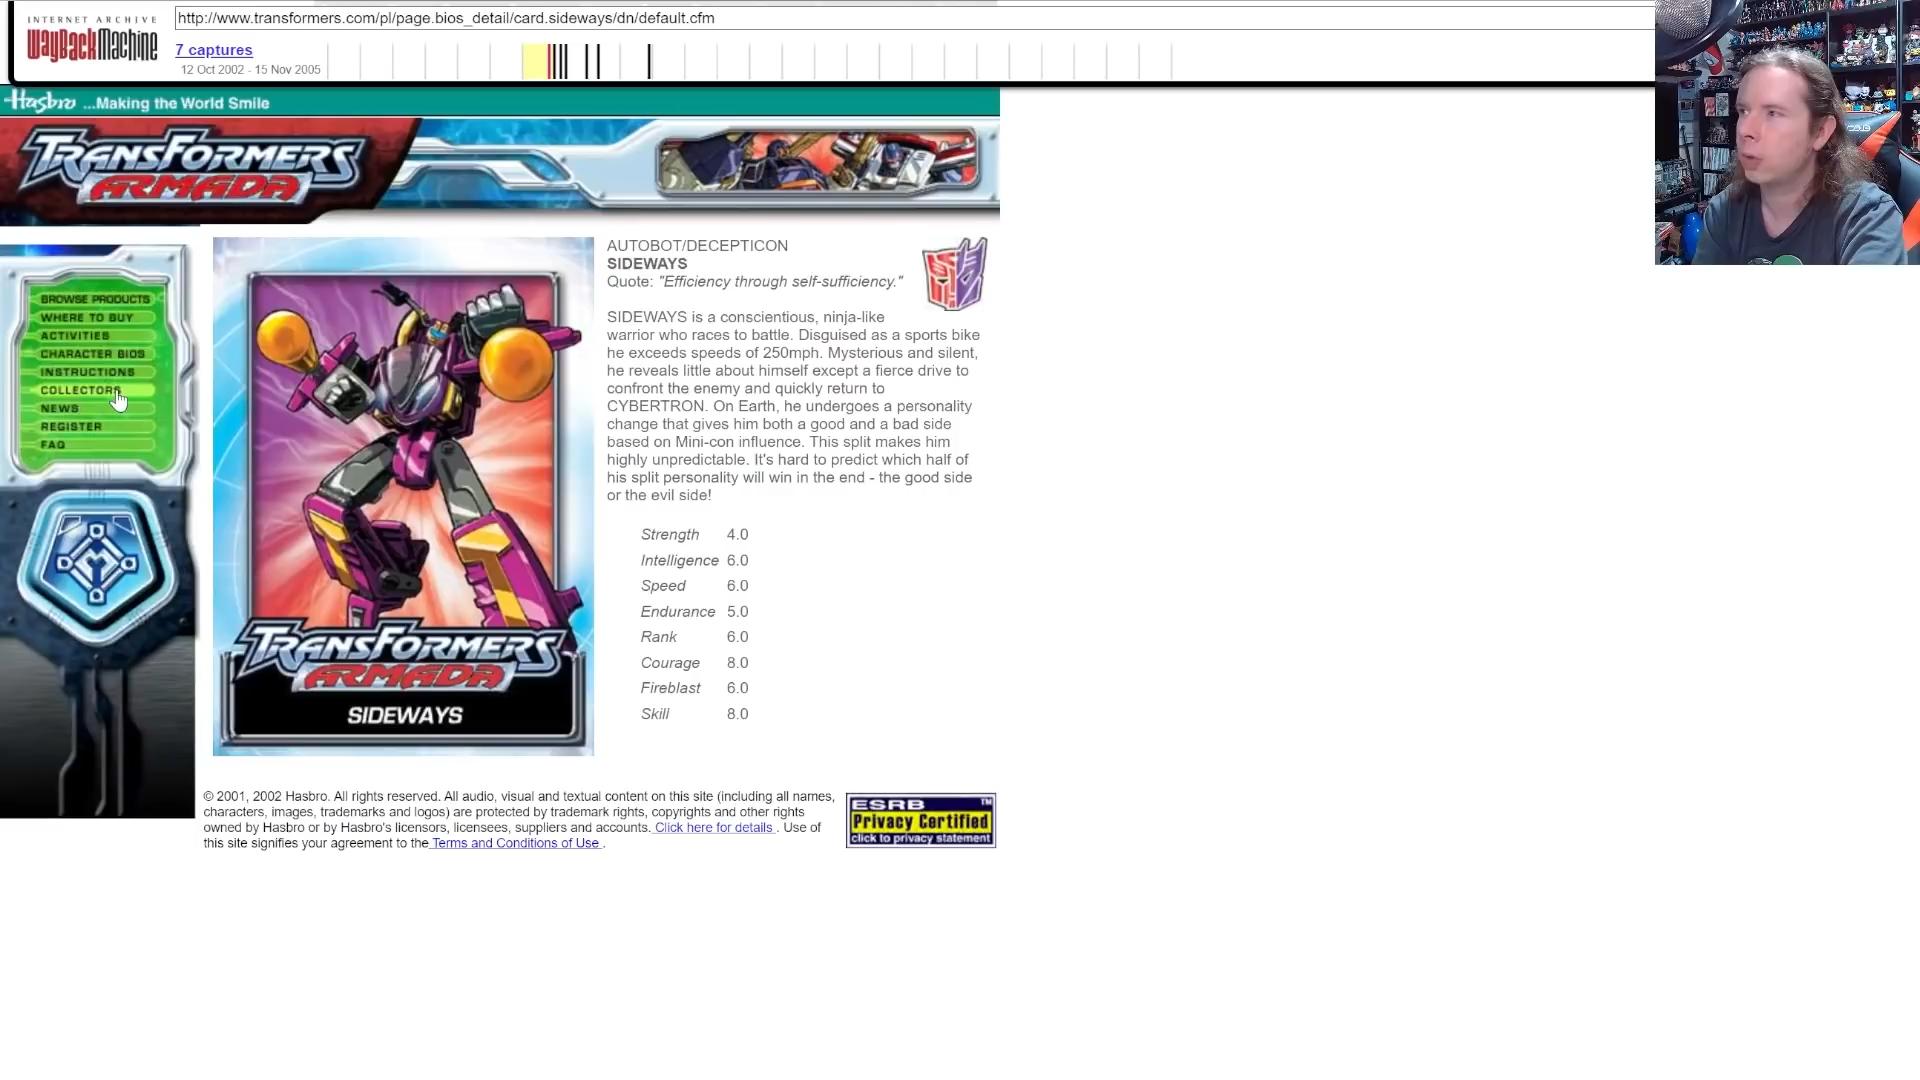 INTERNET ARCHIVE
WayBackMachine
http://www.transformers.com/pl/page.bios_detail/card.sideways/dn/default.cfm
7 captures
12 Oct 2002 - 15 Nov 2005
Hasbro ...Making the World Smile
TRANSFORMERS
ARMADA
BROWSE PRODUCTS
WHERE TO BUY
ACTIVITIES
CHARACTER BIOS
INSTRUCTIONS
COLLECTORS
NEWS
REGISTER
FAQ
TRANSFORMERS
ARMADA
SIDEWAYS
AUTOBOT/DECEPTICON
SIDEWAYS
Quote: "Efficiency through self-sufficiency."
SIDEWAYS is a conscientious, ninja-like
warrior who races to battle. Disguised as a sports bike
he exceeds speeds of 250mph. Mysterious and silent,
he reveals little about himself except a fierce drive to
confront the enemy and quickly return to
CYBERTRON. On Earth, he undergoes a personality
change that gives him both a good and a bad side
based on Mini-con influence. This split makes him
highly unpredictable. It's hard to predict which half of
his split personality will win in the end - the good side
or the evil side!
Strength 4.0
Intelligence 6.0
Speed 6.0
Endurance 5.0
Rank 6.0
Courage 8.0
Fireblast 6.0
Skill 8.0
© 2001, 2002 Hasbro. All rights reserved. All audio, visual and textual content on this site (including all names,
characters, images, trademarks and logos) are protected by trademark rights, copyrights and other rights
owned by Hasbro or by Hasbro's licensors, licensees, suppliers and accounts. Click here for details . Use of
this site signifies your agreement to the Terms and Conditions of Use .
ESRB TM
Privacy Certified
click to privacy statement